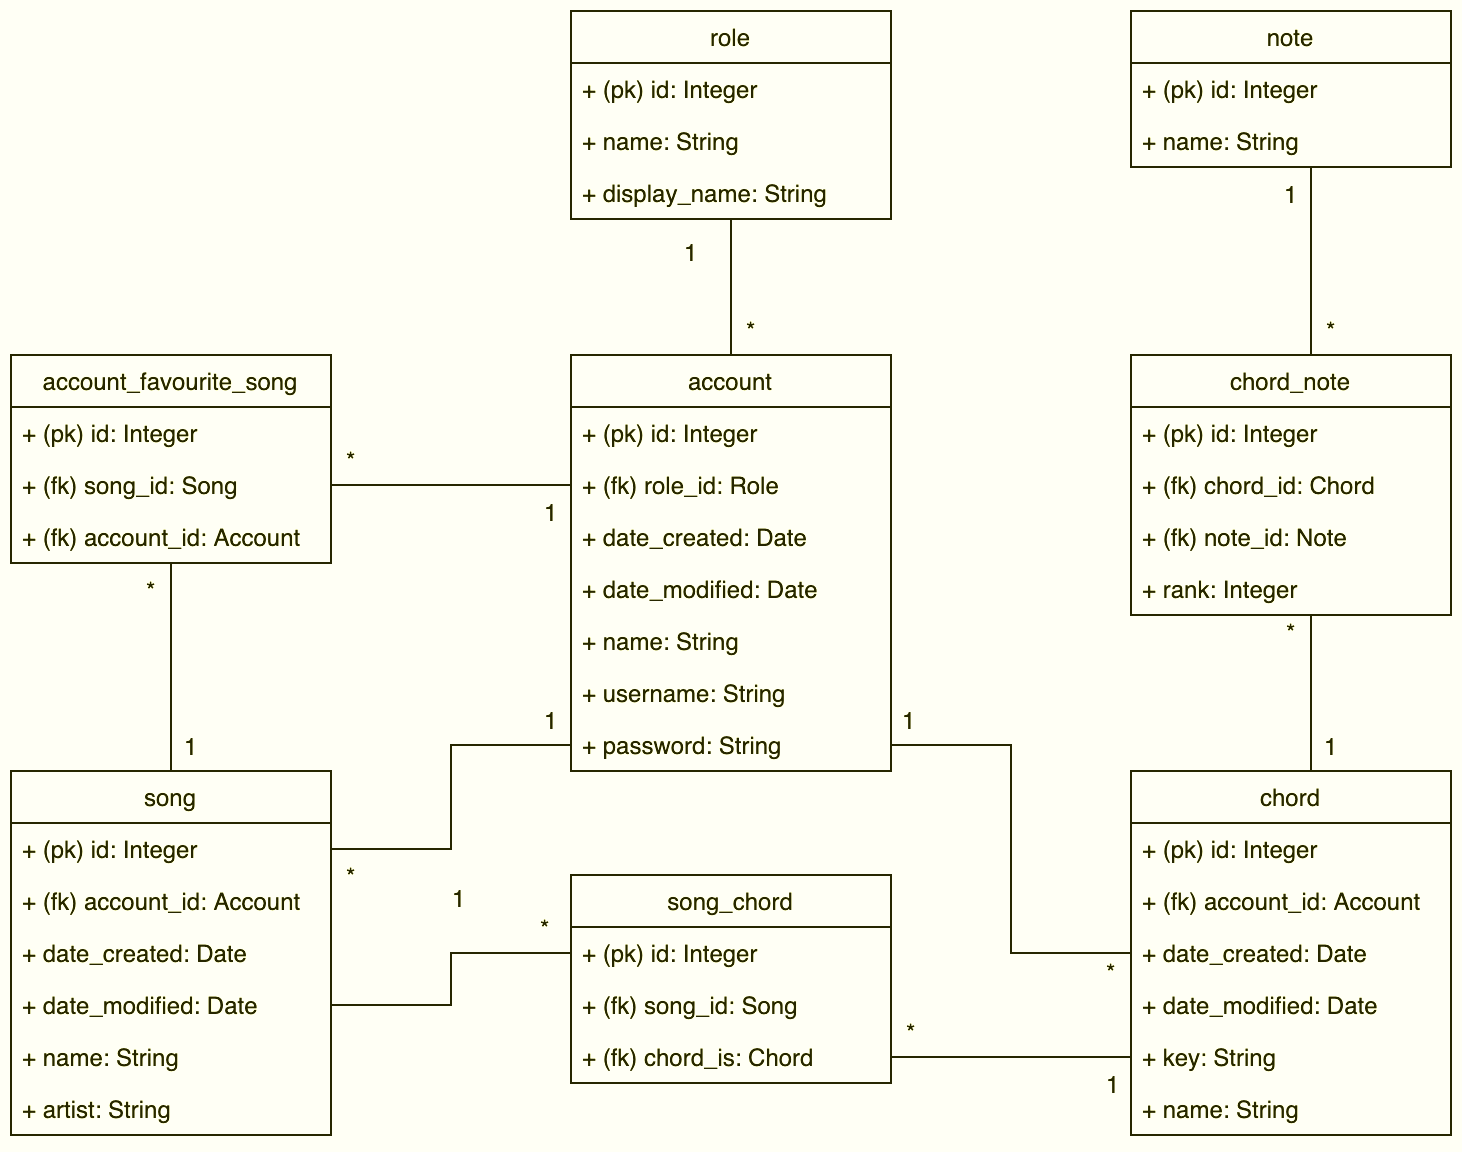 role
+ (pk) id: Integer
+ name: String
+ display_name: String
note
+ (pk) id: Integer
+ name: String
1
*
1
*
account_favourite_song
+ (pk) id: Integer
+ (fk) song_id: Song
+ (fk) account_id: Account
*
1
account
+ (pk) id: Integer
+ (fk) role_id: Role
+ date_created: Date
+ date_modified: Date
+ name: String
+ username: String
+ password: String
chord_note
+ (pk) id: Integer
+ (fk) chord_id: Chord
+ (fk) note_id: Note
+ rank: Integer
*
1
1
*
1
1
*
*
1
song
+ (pk) id: Integer
+ (fk) account_id: Account
+ date_created: Date
+ date_modified: Date
+ name: String
+ artist: String
1
*
song_chord
+ (pk) id: Integer
+ (fk) song_id: Song
+ (fk) chord_is: Chord
*
1
chord
+ (pk) id: Integer
+ (fk) account_id: Account
+ date_created: Date
+ date_modified: Date
+ key: String
+ name: String